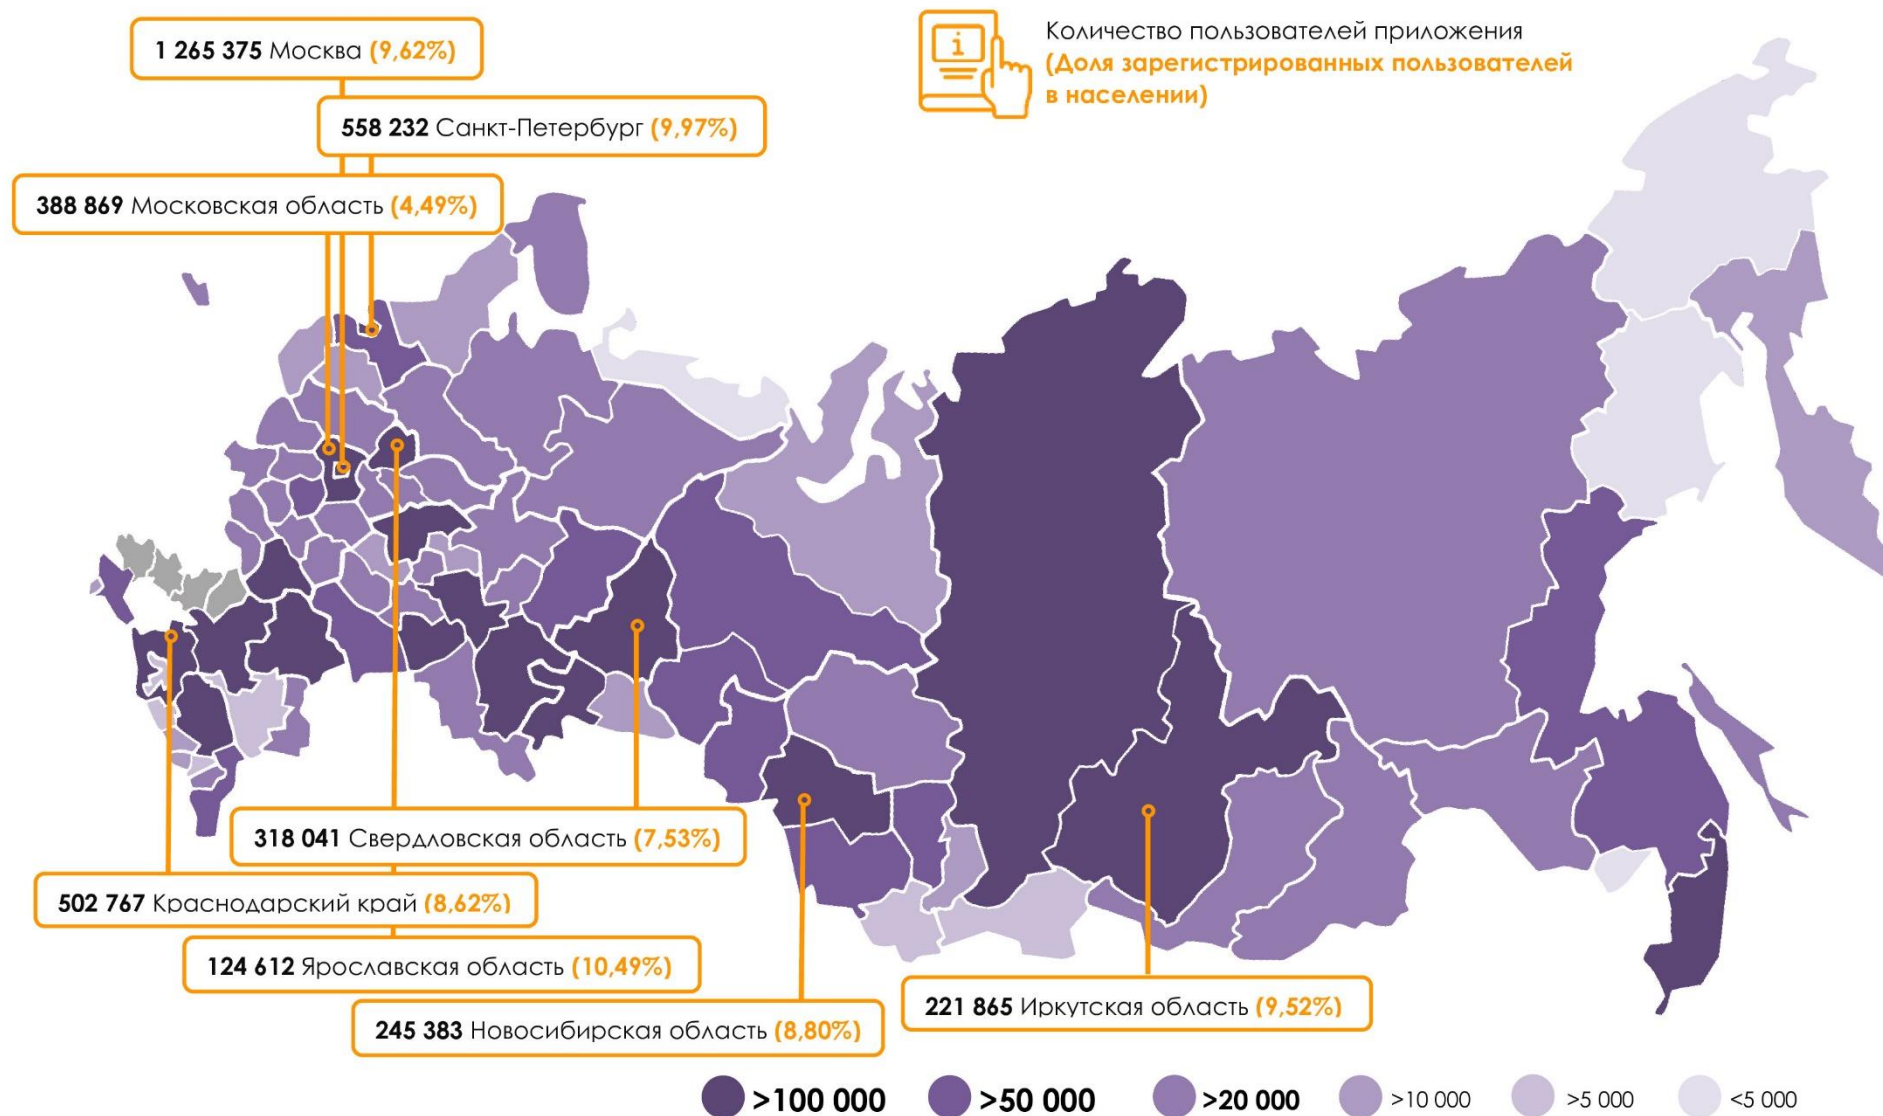 1 265 375 Москва (9,62%)
558 232 Санкт-Петербург (9,97%)
388 869 Московская область (4,49%)
i
Количество пользователей приложения
(Доля зарегистрированных пользователей
в населении)
318 041 Свердловская область (7,53%)
502 767 Краснодарский край (8,62%)
124 612 Ярославская область (10,49%)
245 383 Новосибирская область (8,80%)
221 865 Иркутская область (9,52%)
>100 000 >50 000 >20 000 >10 000 >5 000 <5 000